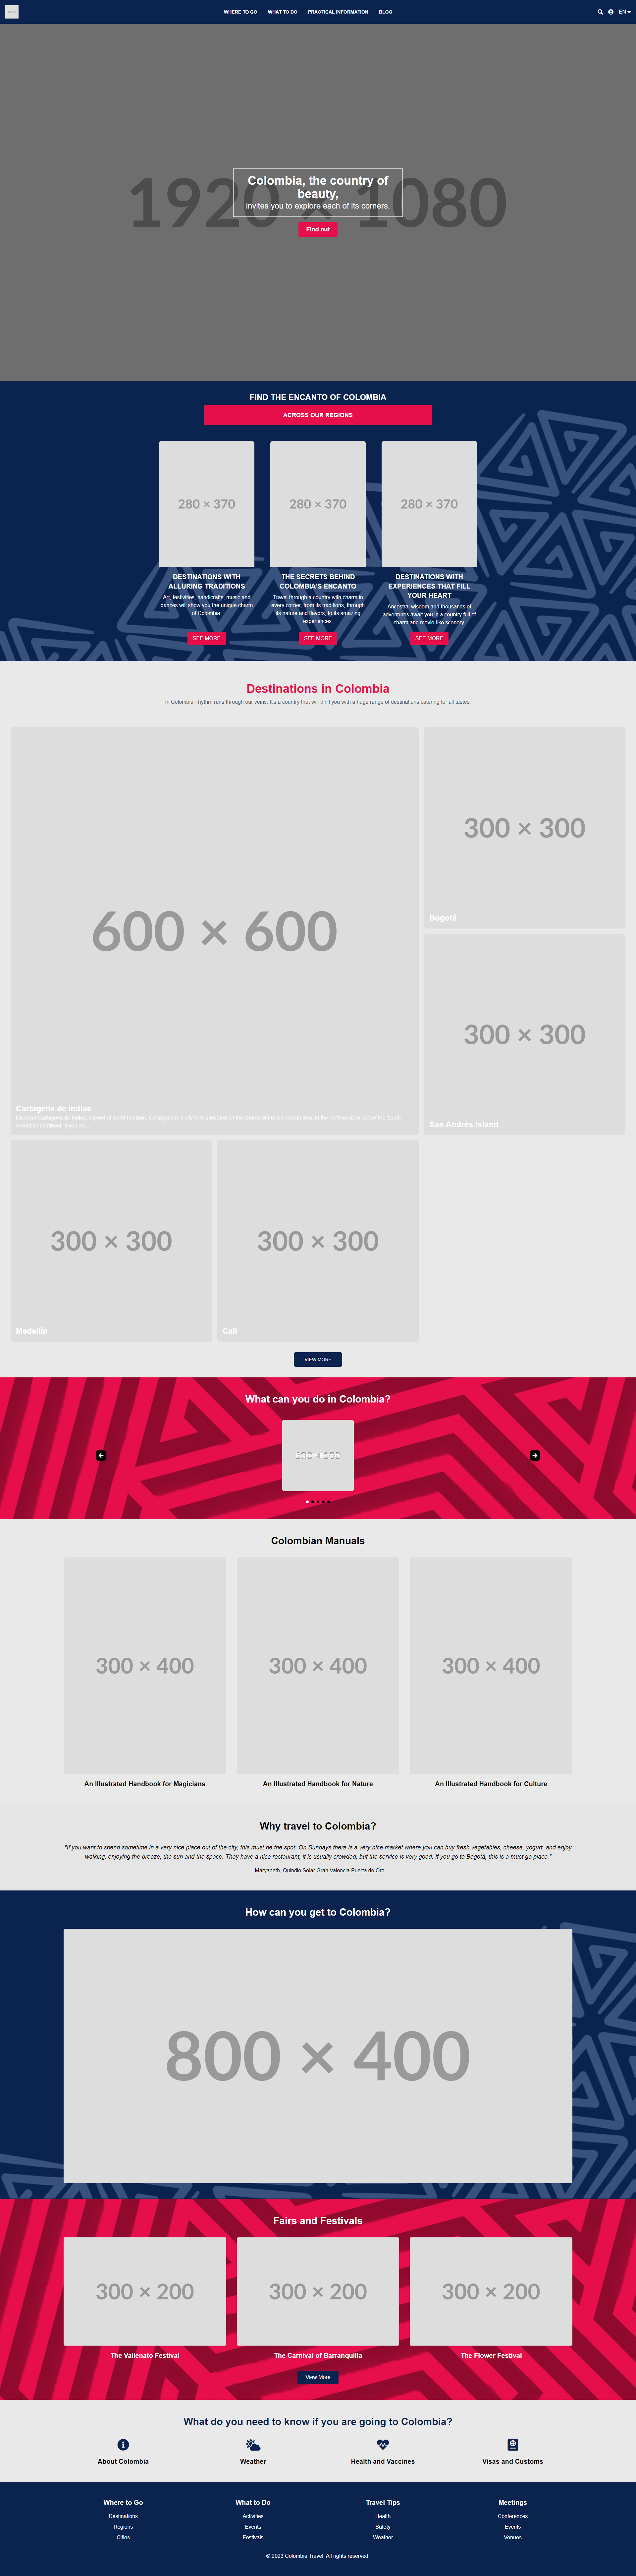 WHERE TO GO WHAT TO DO PRACTICAL INFORMATION BLOG EN
1920 × 1080
Colombia, the country of
beauty,
invites you to explore each of its corners.
Find out
FIND THE ENCANTO OF COLOMBIA
ACROSS OUR REGIONS
280 × 370 280 × 370 280 × 370
DESTINATIONS WITH
ALLURING TRADITIONS
Art, festivities, handicrafts, music and
dances will show you the unique charm
of Colombia
SEE MORE
THE SECRETS BEHIND
COLOMBIA'S ENCANTO
Travel through a country with charm in
every corner, from its traditions, through
its nature and flavors, to its amazing
experiences.
SEE MORE
DESTINATIONS WITH
EXPERIENCES THAT FILL
YOUR HEART
Ancestral wisdom and thousands of
adventures await you in a country full of
charm and movie-like scenery.
SEE MORE
Destinations in Colombia
In Colombia, rhythm runs through our veins. It's a country that will thrill you with a huge range of destinations catering for all tastes.
600 × 600
Cartagena de Indias
Discover Cartagena de Indias, a jewel of world heritage. Cartagena is a city that is located on the shores of the Caribbean Sea, to the northwestern part of the South
American continent. If you are
300 × 300
Bogotá
300 × 300
San Andrés Island
300 × 300
Medellín
300 × 300
Cali
VIEW MORE
What can you do in Colombia?
Colombian Manuals
300 × 400 300 × 400 300 × 400
An Illustrated Handbook for Magicians An Illustrated Handbook for Nature An Illustrated Handbook for Culture
Why travel to Colombia?
"If you want to spend sometime in a very nice place out of the city, this must be the spot. On Sundays there is a very nice market where you can buy fresh vegetables, cheese, yogurt, and enjoy
walking, enjoying the breeze, the sun and the space. They have a nice restaurant, it is usually crowded, but the service is very good. If you go to Bogotá, this is a must go place."
- Maryaneth, Quindio Solar Gran Valencia Puerta de Oro
How can you get to Colombia?
800 × 400
Fairs and Festivals
300 × 200 300 × 200 300 × 200
The Vallenato Festival The Carnival of Barranquilla The Flower Festival
View More
What do you need to know if you are going to Colombia?
About Colombia Weather Health and Vaccines Visas and Customs
Where to Go What to Do Travel Tips Meetings
Destinations Activities Health Conferences
Regions Events Safety Events
Cities Festivals Weather Venues
© 2023 Colombia Travel. All rights reserved.